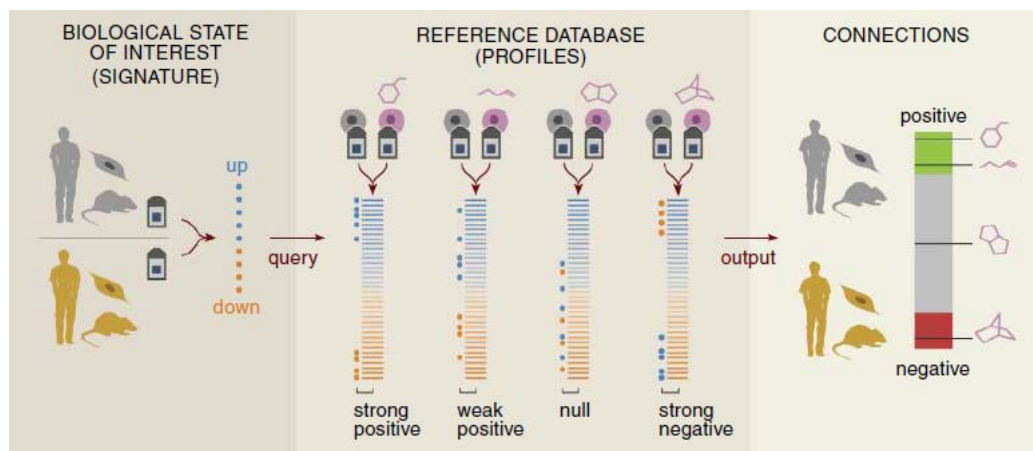 BIOLOGICAL STATE
OF INTEREST
(SIGNATURE)
up
down
query
REFERENCE DATABASE
(PROFILES)
strong
positive
weak
positive
null
strong
negative
output
CONNECTIONS
positive
negative